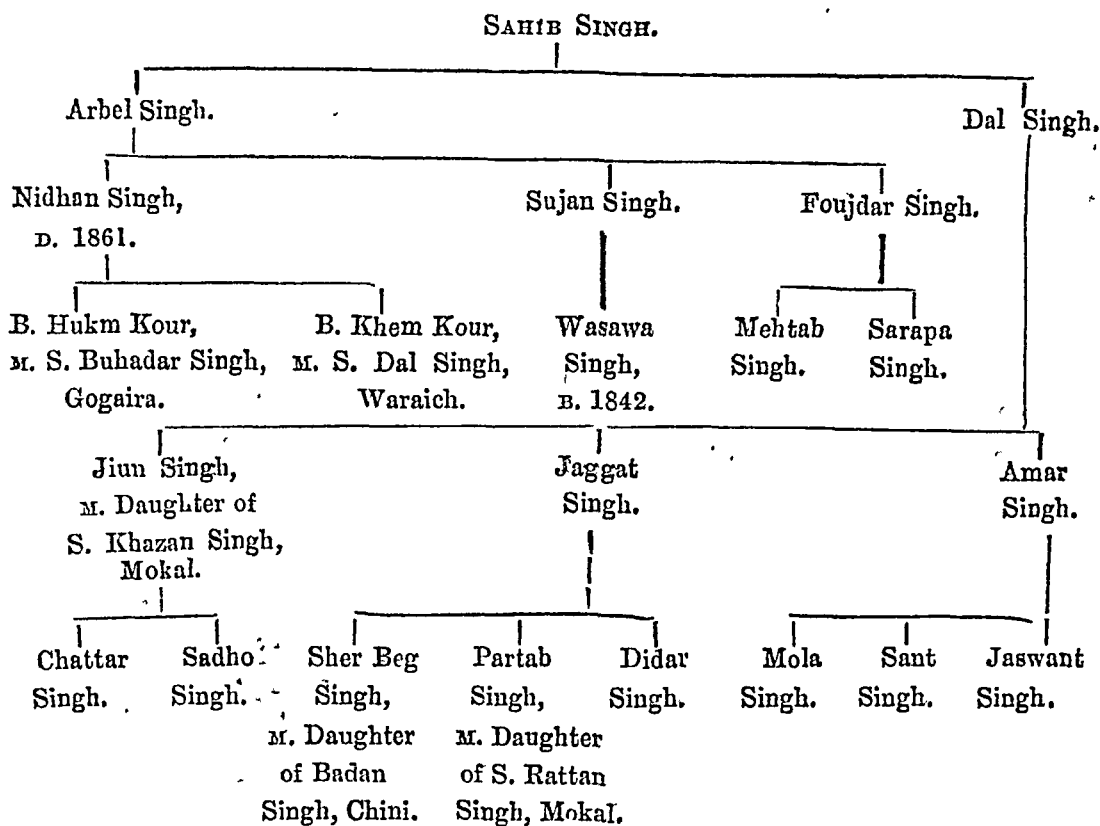 SAHIB SINGH.
Arbel Singh.
Dal Singh.
Nidhan Singh,
D. 1861.
Sujan Singh.
Foujdar Singh.
B. Hukm Kour,
M. S. Buhadar Singh,
Gogaira.
B. Khem Kour,
M. S. Dal Singh,
Waraich.
Wasawa
Singh,
B. 1842.
Mehtab
Singh.
Sarapa
Singh.
Jiun Singh,
M. Daughter of
S. Khazan Singh,
Mokal.
Jaggat
Singh.
Amar
Singh.
Chattar
Singh.
Sadho
Singh.
Sher Beg
Singh,
M. Daughter
of Badan
Singh, Chini.
Partab
Singh,
M. Daughter
of S. Rattan
Singh, Mokal.
Didar
Singh.
Mola
Singh.
Sant
Singh.
Jaswant
Singh.